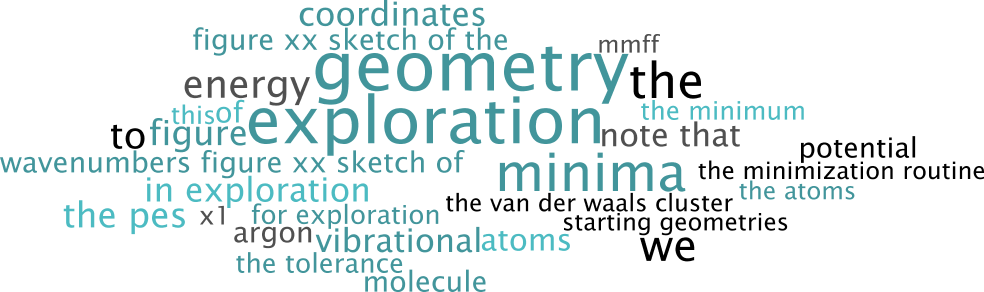 coordinates
figure xx sketch of the
mmff
geometry
energy
the
this
of
the minimum
exploration
to
figure
note that
potential
wavenumbers figure xx sketch of
minima
the minimization routine
in exploration
the atoms
the van der waals cluster
the pes
x1
for exploration
starting geometries
argon
vibrational
atoms
we
the tolerance
molecule